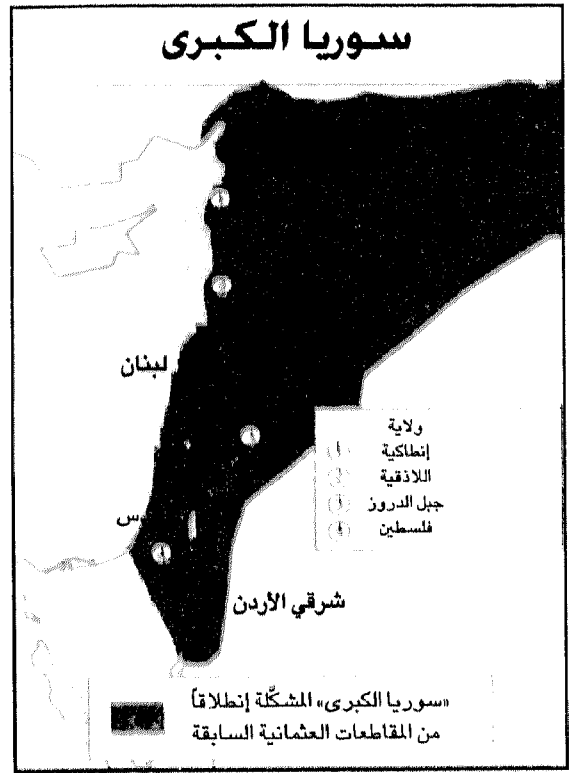 سوريا الكبرى
لبنان
ولاية
إنطاكية
اللاذقية
جبل الدروز
فلسطين
شرقي الأردن
«سوريا الكبرى» المشكَّلة إنطلاقاً
من المقاطعات العثمانية السابقة